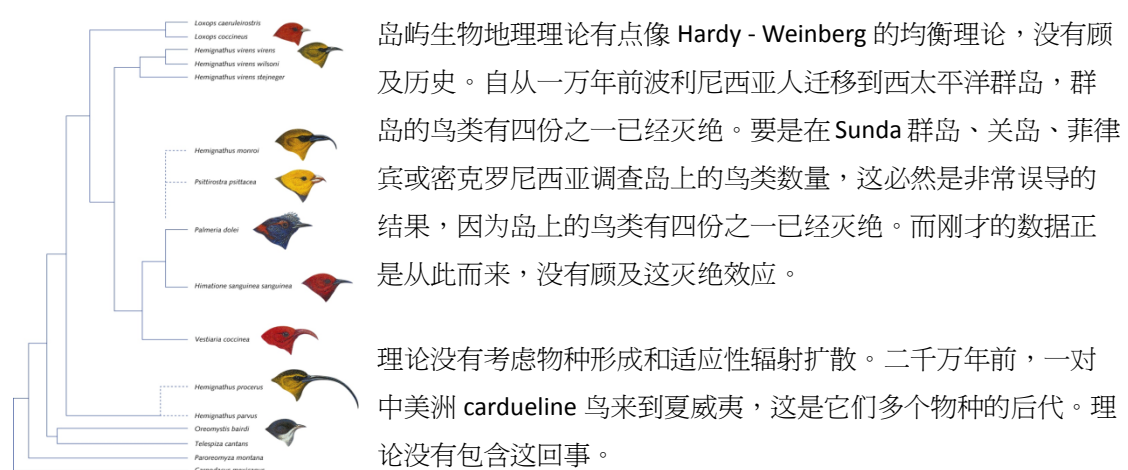 Loxops caeruleirostris
Loxops coccineus
Hemignathus virens virens
Hemignathus virens wilsoni
Hemignathus virens stejneger
Hemignathus monroi
Psittirostra psittacea
Palmeria dolei
Himatione sanguinea sanguinea
Vestiaria coccinea
Hemignathus procerus
Hemignathus parvus
Oreomystis bairdi
Telespiza cantans
Paroreomyza montana
岛屿生物地理理论有点像 Hardy - Weinberg 的均衡理论，没有顾
及历史。自从一万年前波利尼西亚人迁移到西太平洋群岛，群
岛的鸟类有四份之一已经灭绝。要是在 Sunda 群岛、关岛、菲律
宾或密克罗尼西亚调查岛上的鸟类数量，这必然是非常误导的
结果，因为岛上的鸟类有四份之一已经灭绝。而刚才的数据正
是从此而来，没有顾及这灭绝效应。
理论没有考虑物种形成和适应性辐射扩散。二千万年前，一对
中美洲 cardueline 鸟来到夏威夷，这是它们多个物种的后代。理
论没有包含这回事。